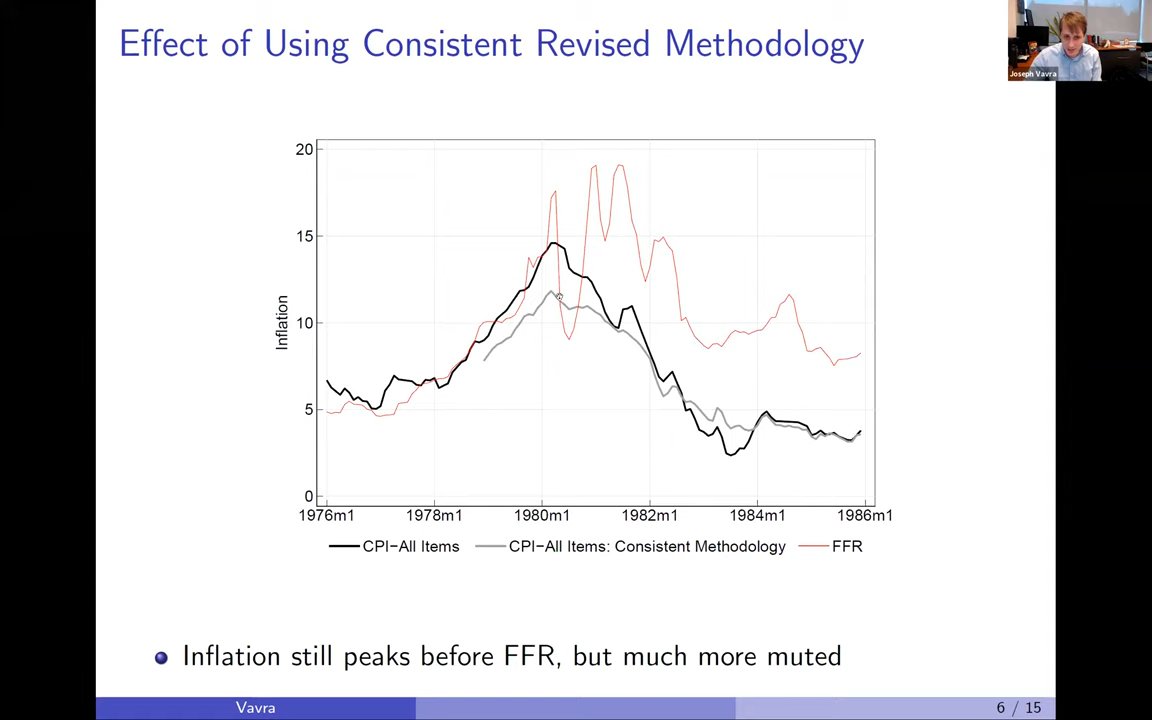 Effect of Using Consistent Revised Methodology
Joseph Vavra
20
15
10
5
0
Inflation
1976m1 1978m1 1980m1 1982m1 1984m1 1986m1
CPI−All Items CPI−All Items: Consistent Methodology FFR
Inflation still peaks before FFR, but much more muted
Vavra 6 / 15